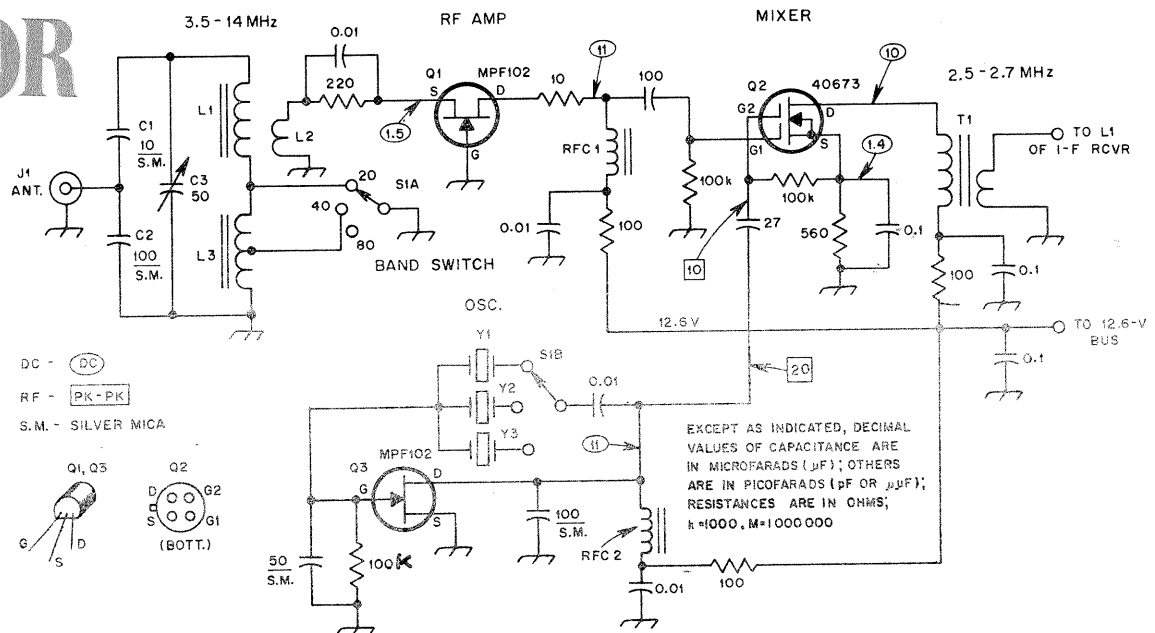 OR
3.5 - 14 MHz
RF AMP
MIXER
0.01
220
Q1
MPF102
S
D
G
1.5
10
11
100
Q2
40673
G2
G1
D
S
10
2.5 - 2.7 MHz
T1
TO L1
OF I-F RCVR
L1
L2
C1
10
S.M.
J1
ANT.
C3
50
C2
100
S.M.
L3
20
S1A
40
80
BAND SWITCH
RFC 1
0.01
100
100k
100k
1.4
27
10
560
0.1
100
0.1
12.6 V
TO 12.6-V
BUS
0.1
OSC.
Y1
S1B
Y2
Y3
0.01
20
11
DC - DC
RF - PK-PK
S.M. - SILVER MICA
Q1, Q3
G
S
D
Q2
D
S
G2
G1
(BOTT.)
MPF102
Q3
G
D
S
50
S.M.
100K
100
S.M.
RFC 2
0.01
100
EXCEPT AS INDICATED, DECIMAL
VALUES OF CAPACITANCE ARE
IN MICROFARADS (µF); OTHERS
ARE IN PICOFARADS (pF OR µµF);
RESISTANCES ARE IN OHMS;
k=1000, M=1000000